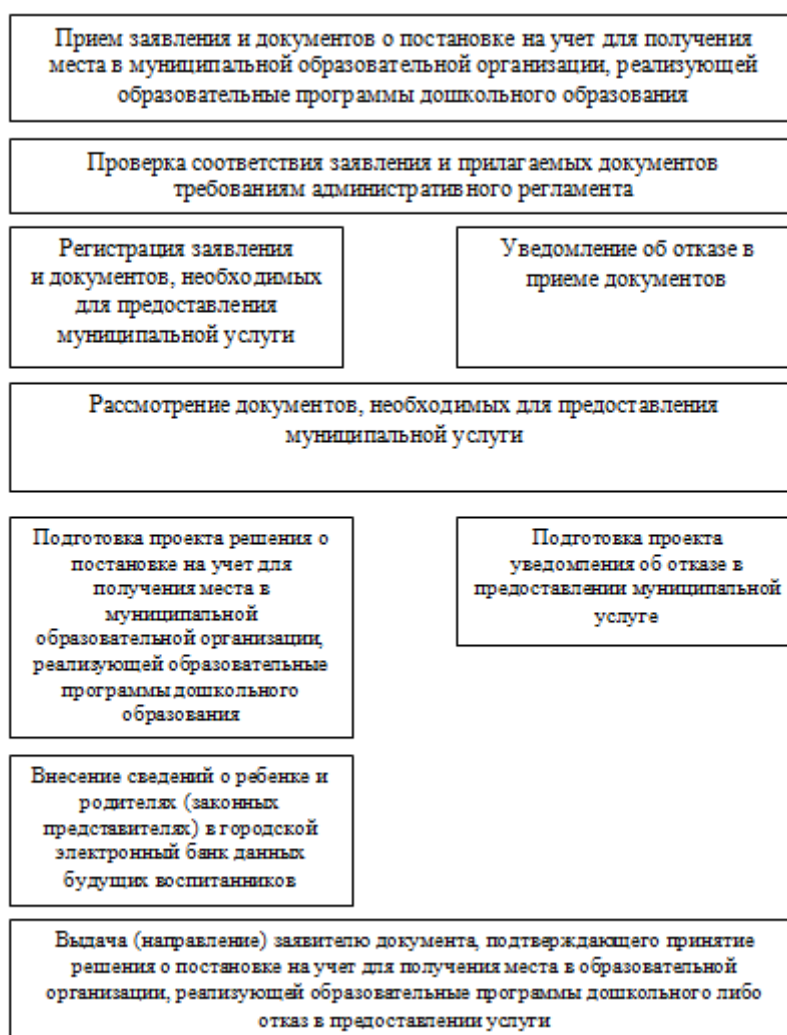 Прием заявления и документов о постановке на учет для получения
места в муниципальной образовательной организации, реализующей
образовательные программы дошкольного образования
Проверка соответствия заявления и прилагаемых документов
требованиям административного регламента
Регистрация заявления
и документов, необходимых
для предоставления
муниципальной услуги
Уведомление об отказе в
приеме документов
Рассмотрение документов, необходимых для предоставления
муниципальной услуги
Подготовка проекта решения о
постановке на учет для
получения места в
муниципальной
образовательной организации,
реализующей образовательные
программы дошкольного
образования
Подготовка проекта
уведомления об отказе в
предоставлении муниципальной
услуге
Внесение сведений о ребенке и
родителях (законных
представителях) в городской
электронный банк данных
будущих воспитанников
Выдача (направление) заявителю документа, подтверждающего принятие
решения о постановке на учет для получения места в образовательной
организации, реализующей образовательные программы дошкольного либо
отказ в предоставлении услуги